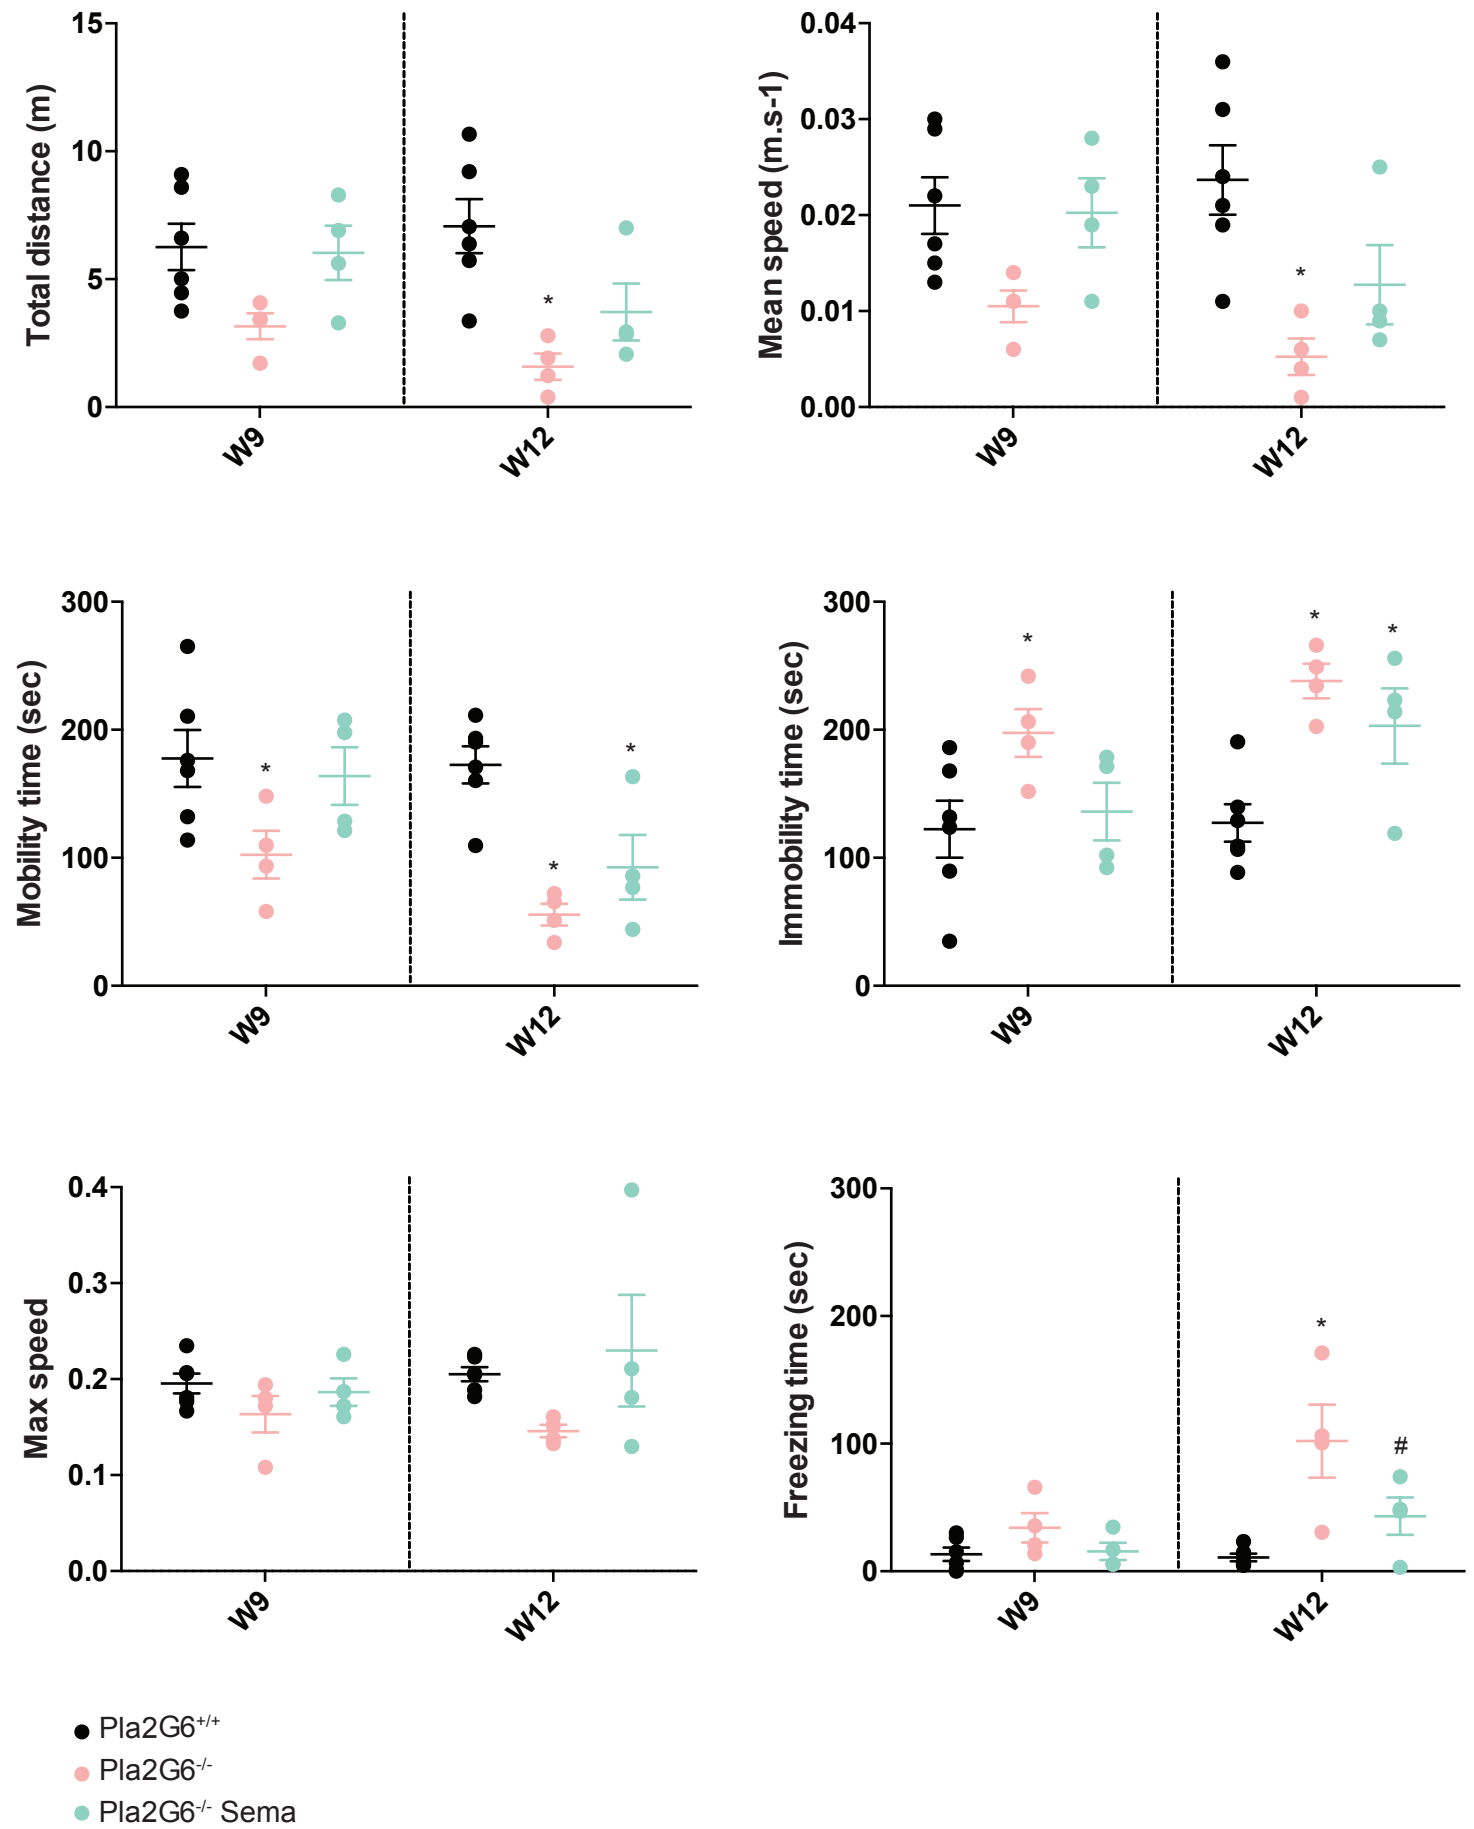 Total distance (m)
15
10
5
0
*
W9
W12
Mean speed (m.s-1)
0.04
0.03
0.02
0.01
0.00
*
W9
W12
Mobility time (sec)
300
200
100
0
*
*
*
W9
W12
Immobility time (sec)
300
200
100
0
*
*
*
W9
W12
Max speed
0.4
0.3
0.2
0.1
0.0
W9
W12
Freezing time (sec)
300
200
100
0
*
#
W9
W12
Pla2G6+/+
Pla2G6-/-
Pla2G6-/- Sema